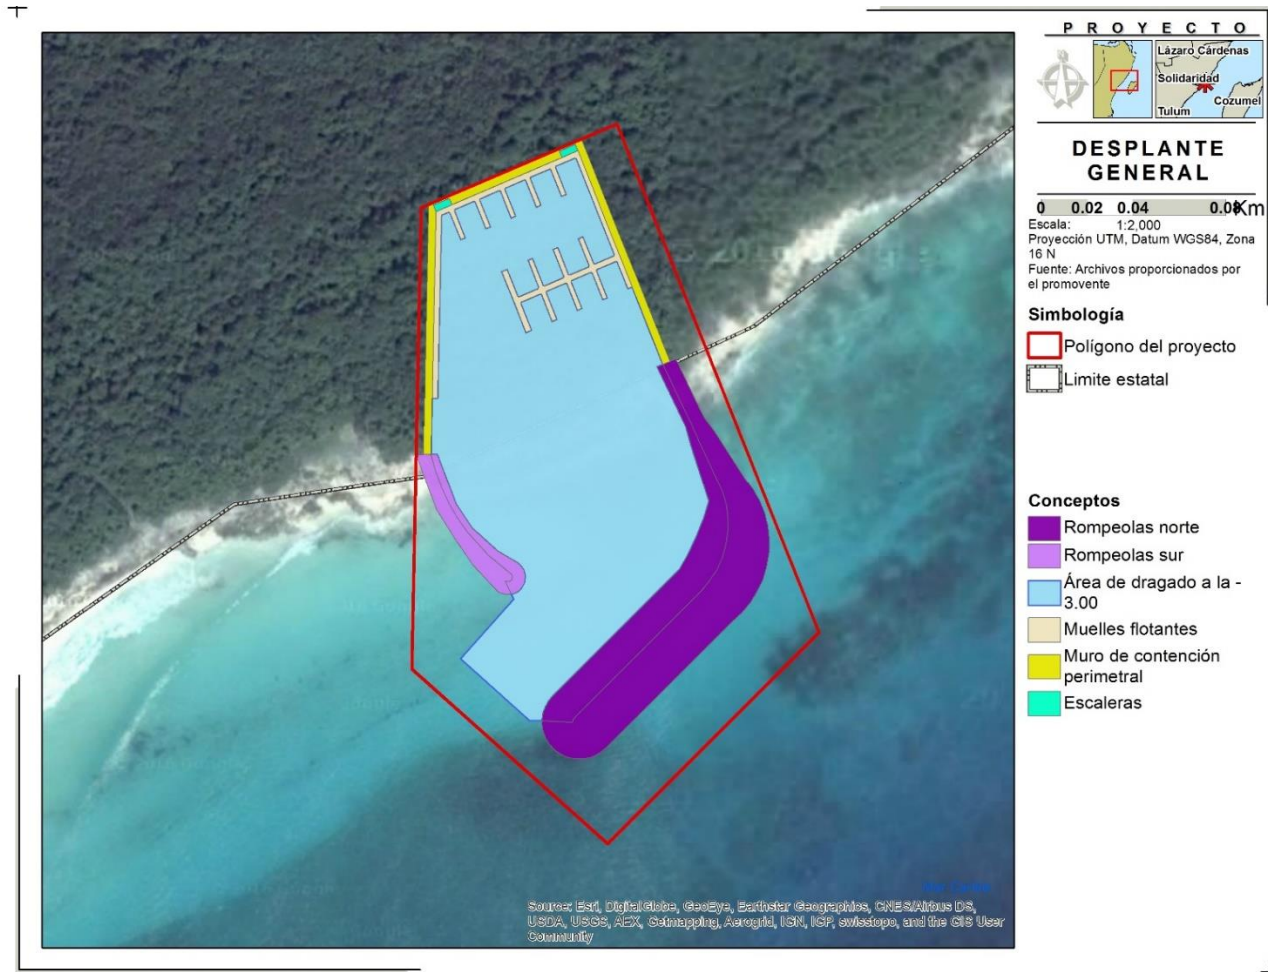 P R O Y E C T O
Lázaro Cárdenas
Solidaridad
Cozumel
Tulum
DESPLANTE
GENERAL
0 0.02 0.04 0.08 Km
Escala: 1:2,000
Proyección UTM, Datum WGS84, Zona
16 N
Fuente: Archivos proporcionados por
el promovente
Simbología
Polígono del proyecto
Limite estatal
Conceptos
Rompeolas norte
Rompeolas sur
Área de dragado a la -
3.00
Muelles flotantes
Muro de contención
perimetral
Escaleras
Source: Esri, DigitalGlobe, GeoEye, Earthstar Geographics, CNES/Airbus DS,
USDA, USGS, AEX, Getmapping, Aerogrid, IGN, IGP, swisstopo, and the GIS User
Community